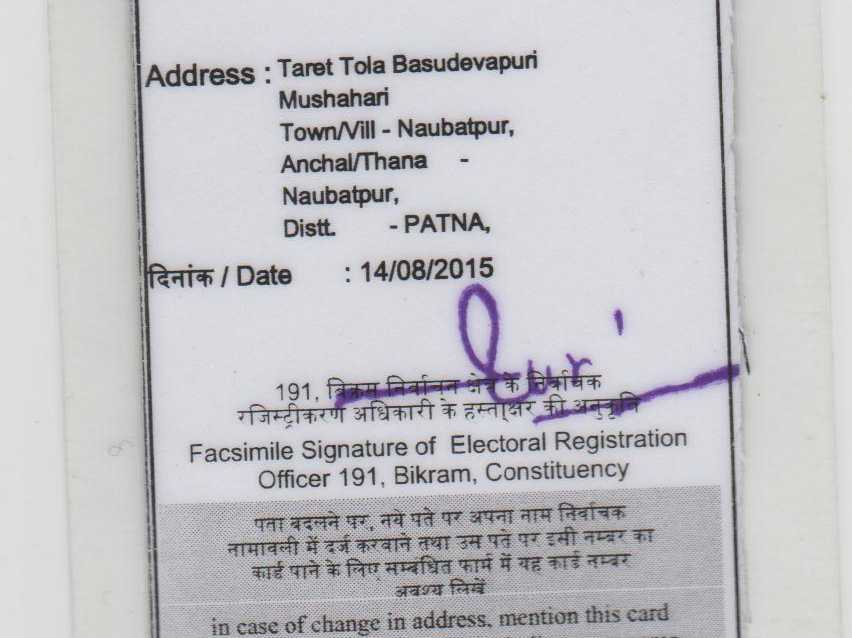 Address : Taret Tola Basudevapuri
Mushahari
Town/Vill - Naubatpur,
Anchal/Thana -
Naubatpur,
Distt. - PATNA,
दिनांक / Date : 14/08/2015
191, विक्रम निर्वाचन क्षेत्र के निर्वाचक
रजिस्ट्रीकरण अधिकारी के हस्ताक्षर की अनुकृति
Facsimile Signature of Electoral Registration
Officer 191, Bikram, Constituency
पता बदलने पर, नये पते पर अपना नाम निर्वाचक
नामावली में दर्ज करवाने तथा उस पते पर इसी नम्बर का
कार्ड पाने के लिए सम्बधित फार्म में यह कार्ड नम्बर
अवश्य लिखें
in case of change in address, mention this card